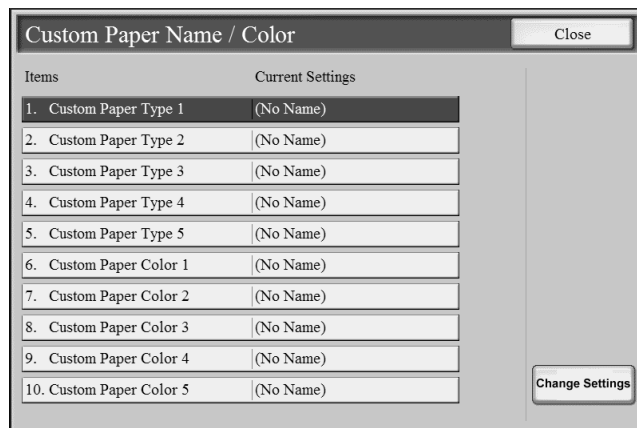 Custom Paper Name / Color Close
Items Current Settings
1. Custom Paper Type 1 (No Name)
2. Custom Paper Type 2 (No Name)
3. Custom Paper Type 3 (No Name)
4. Custom Paper Type 4 (No Name)
5. Custom Paper Type 5 (No Name)
6. Custom Paper Color 1 (No Name)
7. Custom Paper Color 2 (No Name)
8. Custom Paper Color 3 (No Name)
9. Custom Paper Color 4 (No Name)
10. Custom Paper Color 5 (No Name)
Change Settings